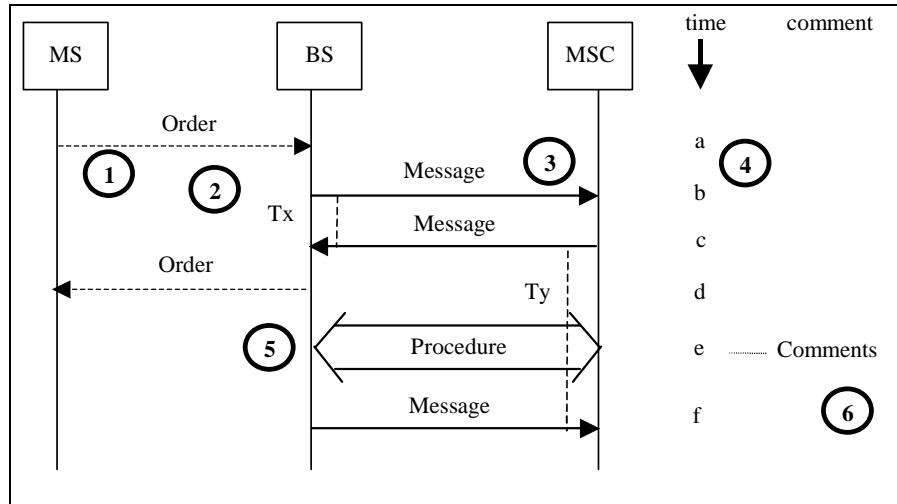 time comment
MS BS MSC
Order
a
1 2 3 4
Message
b
Tx
Message
c
Order
d
Ty
5 Procedure e Comments
Message
6
f